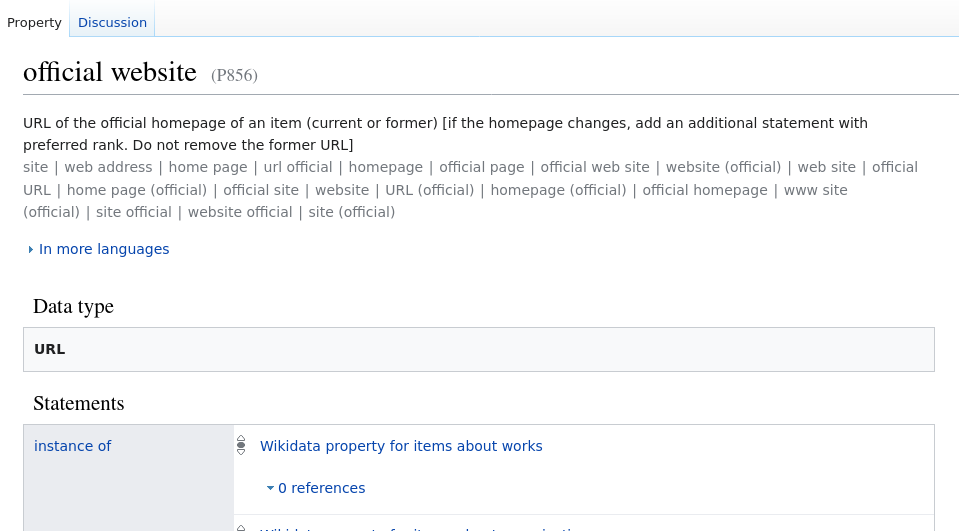 Property
Discussion
official website (P856)
URL of the official homepage of an item (current or former) [if the homepage changes, add an additional statement with
preferred rank. Do not remove the former URL]
site | web address | home page | url official | homepage | official page | official web site | website (official) | web site | official
URL | home page (official) | official site | website | URL (official) | homepage (official) | official homepage | www site
(official) | site official | website official | site (official)
In more languages
Data type
URL
Statements
instance of
Wikidata property for items about works
0 references